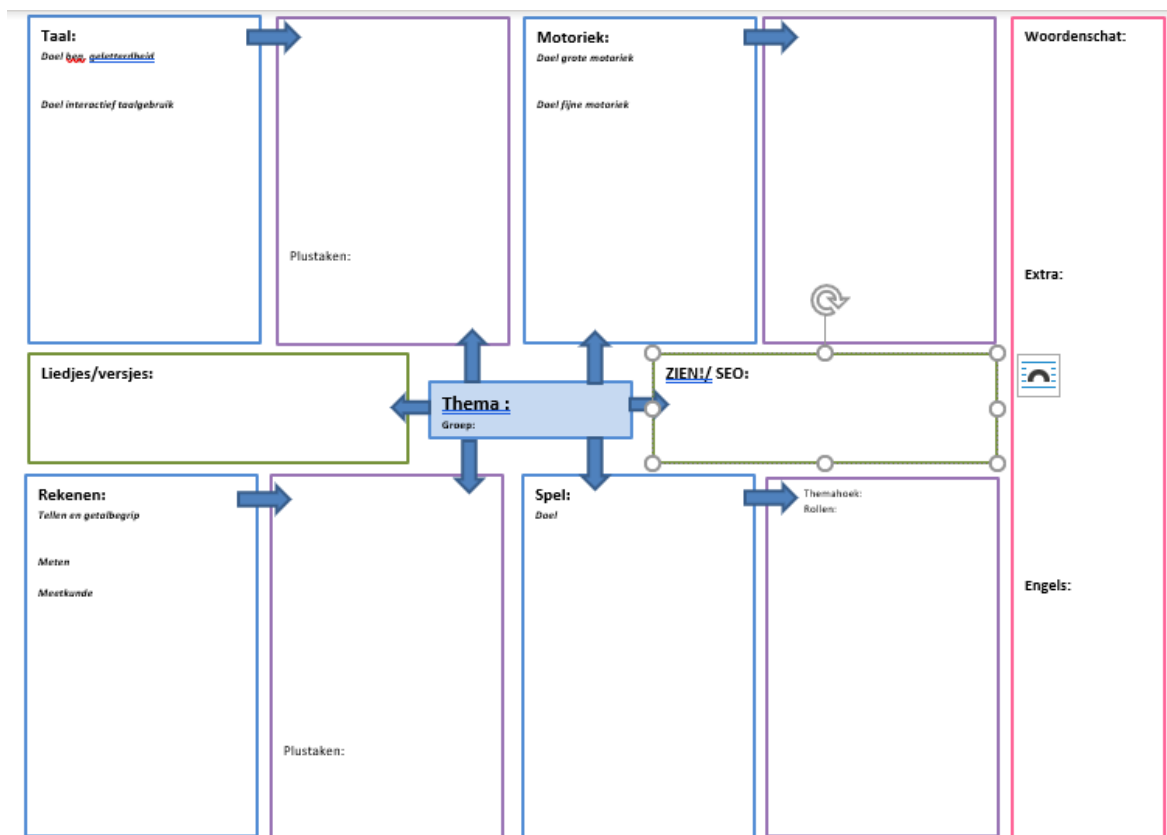 Taal:
Doel beg. geletterdheid
Doel interactief taalgebruik
Plustaken:
Motoriek:
Doel grote motoriek
Doel fijne motoriek
Woordenschat:
Extra:
Engels:
Liedjes/versjes:
Thema :
Groep:
ZIEN!/ SEO:
Rekenen:
Tellen en getalbegrip
Meten
Meetkunde
Plustaken:
Spel:
Doel
Themahoek:
Rollen: